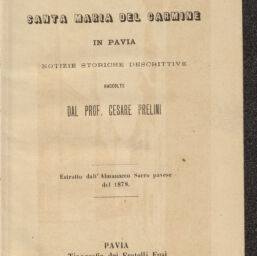 SANTA MARIA DEL CARMINE
IN PAVIA
NOTIZIE STORICHE DESCRITTIVE
RACCOLTE
DAL PROF. CESARE PRELINI
Estratto dall'Almanacco Sacro pavese
del 1878.
PAVIA
Tipografia dei Fratelli Fusi